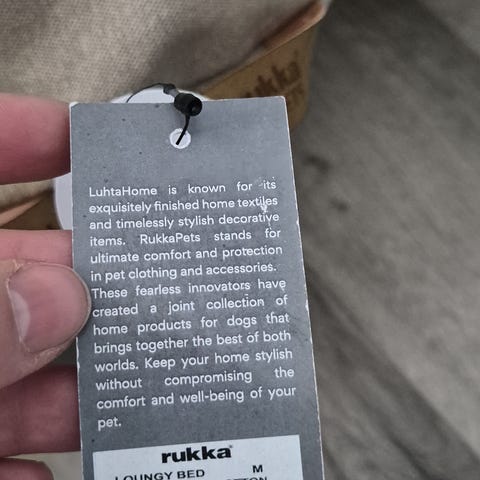 rukka
LuhtaHome is known for its
exquisitely finished home textiles
and timelessly stylish decorative
items. RukkaPets stands for
ultimate comfort and protection
in pet clothing and accessories.
These fearless innovators have
created a joint collection of
home products for dogs that
brings together the best of both
worlds. Keep your home stylish
without compromising the
comfort and well-being of your
pet.
rukka
LOUNGY BED M